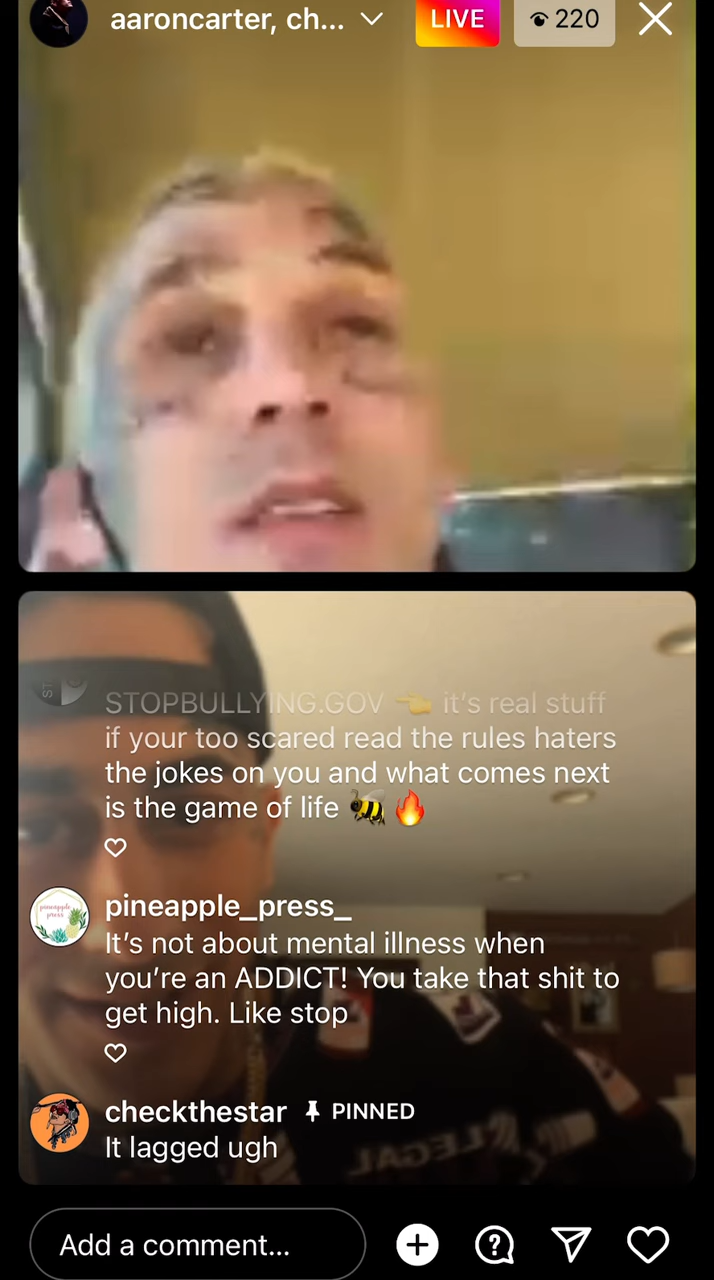 aaroncarter, ch...
LIVE
220
STOPBULLYING.GOV 👈 it's real stuff
if your too scared read the rules haters
the jokes on you and what comes next
is the game of life 🐝 🔥
pineapple_press_
It's not about mental illness when
you're an ADDICT! You take that shit to
get high. Like stop
checkthestar PINNED
It lagged ugh
LEGAL
Add a comment...